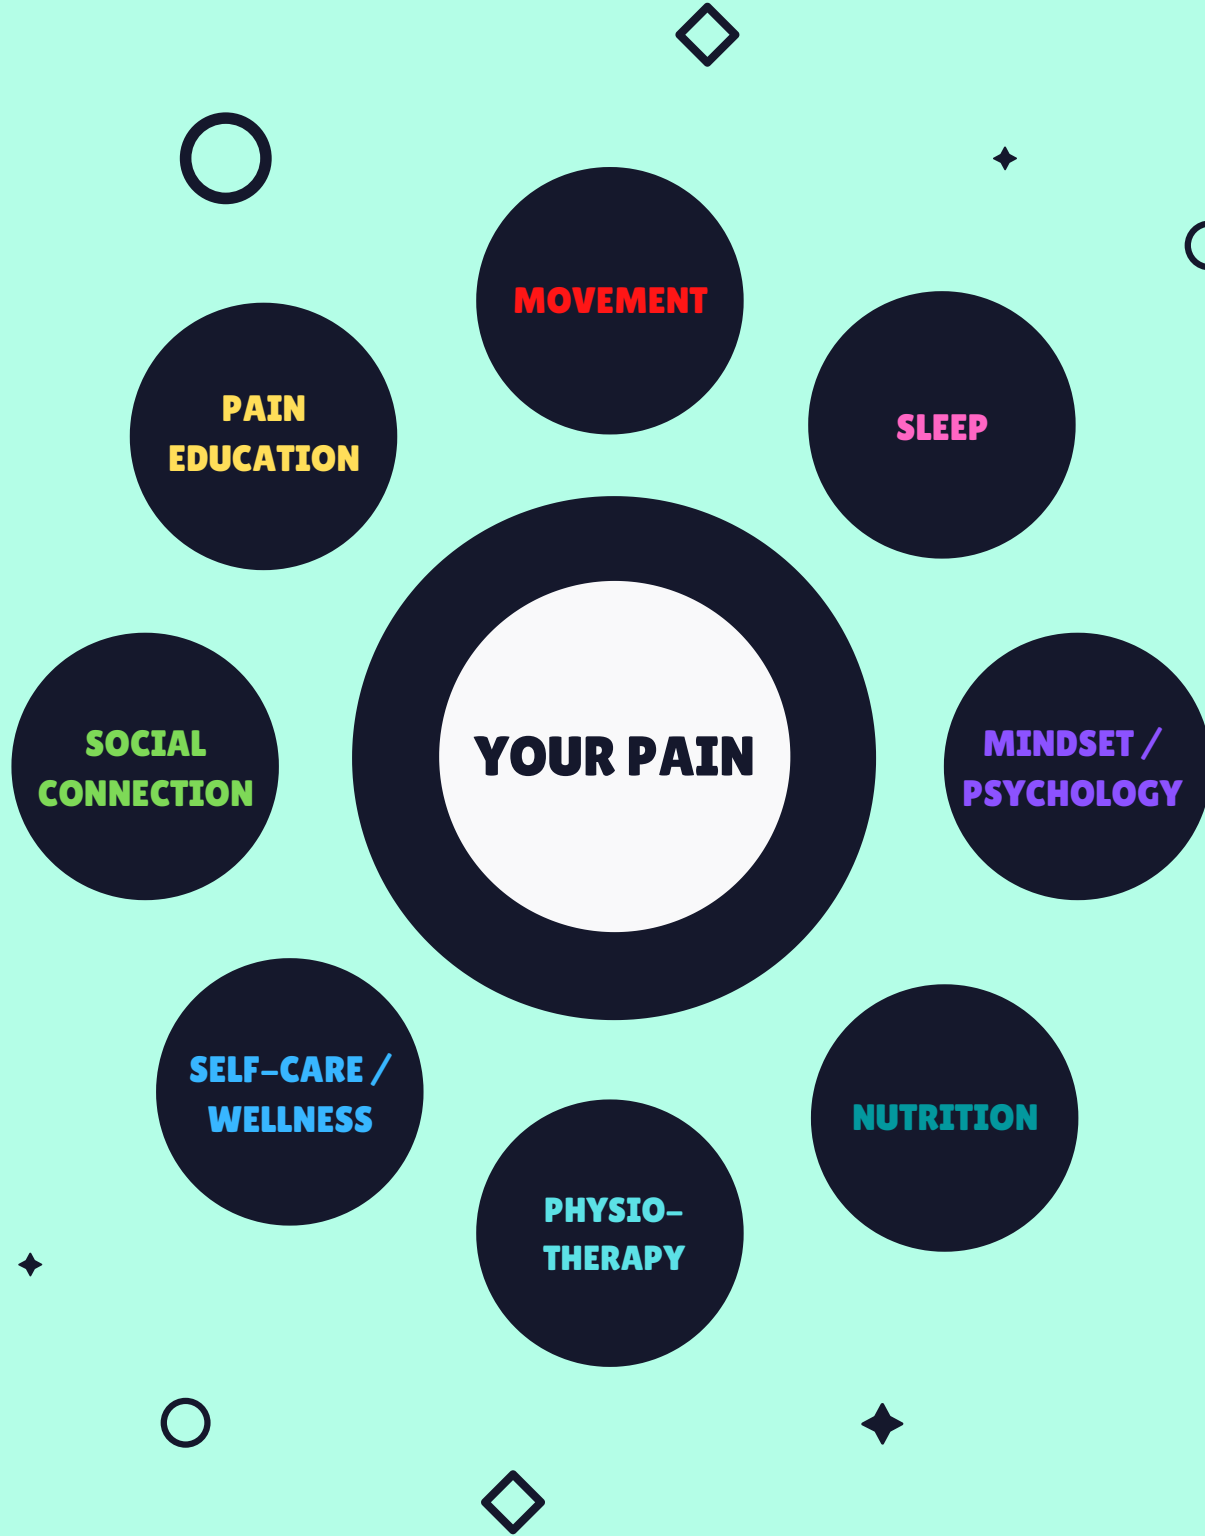 MOVEMENT
PAIN
EDUCATION
SLEEP
SOCIAL
CONNECTION
YOUR PAIN
MINDSET /
PSYCHOLOGY
SELF-CARE /
WELLNESS
NUTRITION
PHYSIO-
THERAPY